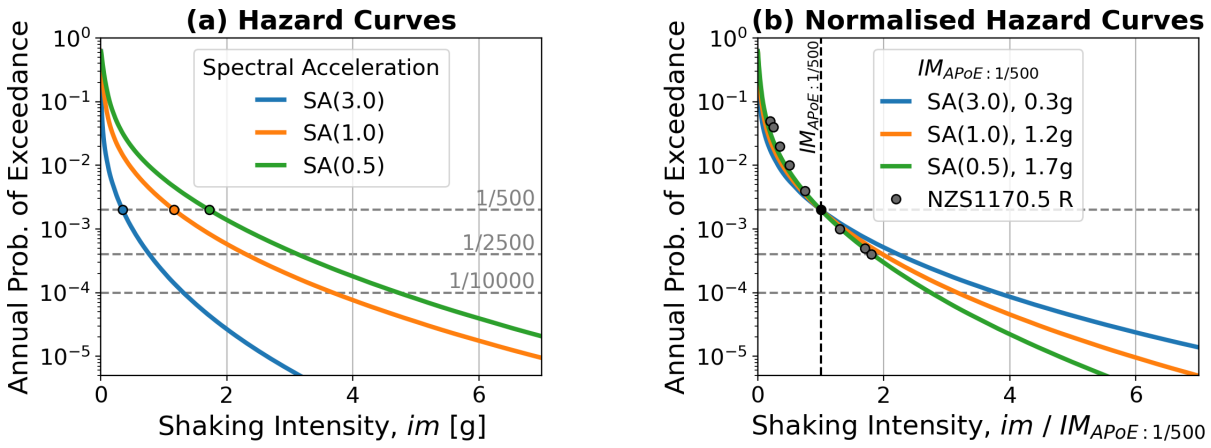 (a) Hazard Curves
Annual Prob. of Exceedance
10⁰
10⁻¹
10⁻²
10⁻³
10⁻⁴
10⁻⁵
Spectral Acceleration
SA(3.0)
SA(1.0)
SA(0.5)
1/500
1/2500
1/10000
0 2 4 6
Shaking Intensity, im [g]
(b) Normalised Hazard Curves
Annual Prob. of Exceedance
10⁰
10⁻¹
10⁻²
10⁻³
10⁻⁴
10⁻⁵
IM_APoE:1/500
IM_APoE:1/500
SA(3.0), 0.3g
SA(1.0), 1.2g
SA(0.5), 1.7g
NZS1170.5 R
0 2 4 6
Shaking Intensity, im / IM_APoE:1/500